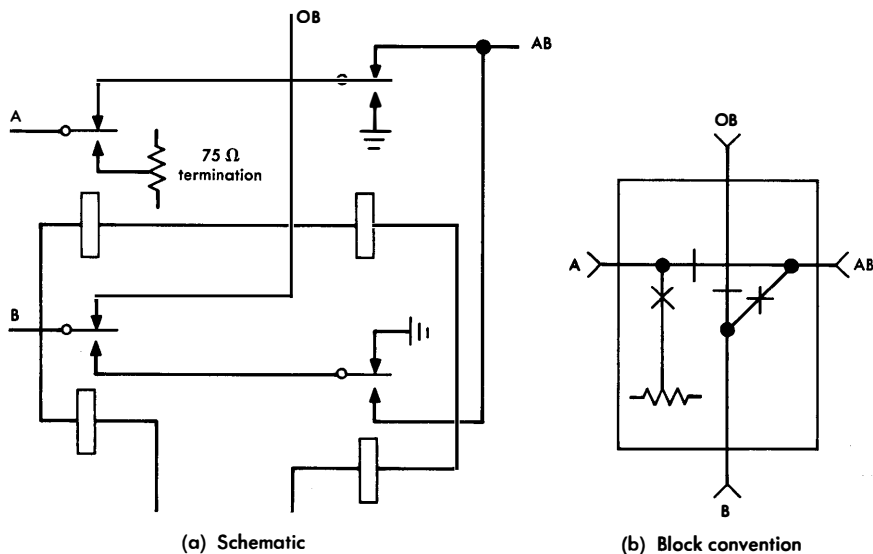 OB
AB
A
75 Ω
termination
B
(a) Schematic
OB
A
AB
B
(b) Block convention